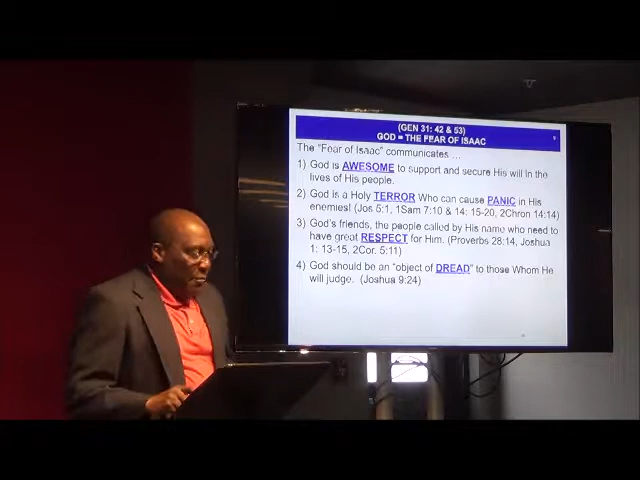 (GEN 31: 42 & 53)
GOD = THE FEAR OF ISAAC
9
The "Fear of Isaac" communicates ...
1) God is AWESOME to support and secure His will in the
lives of His people.
2) God is a Holy TERROR Who can cause PANIC in His
enemies! (Jos 5:1, 1Sam 7:10 & 14: 15-20, 2Chron 14:14)
3) God's friends, the people called by His name who need to
have great RESPECT for Him. (Proverbs 28:14, Joshua
1: 13-15, 2Cor. 5:11)
4) God should be an "object of DREAD" to those Whom He
will judge. (Joshua 9:24)